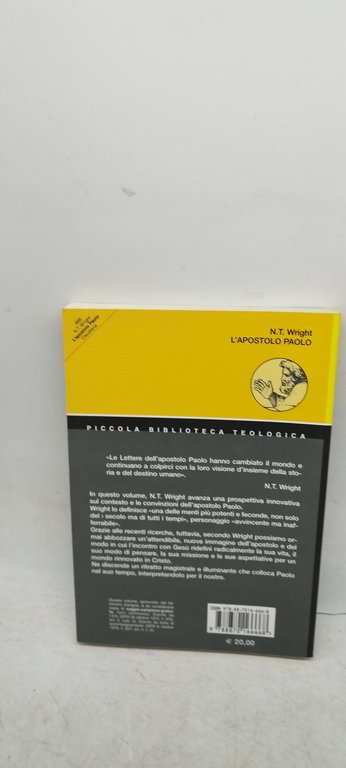 N.T. Wright
L'APOSTOLO PAOLO
N.T. Wright
L'Apostolo Paolo
Claudiana
PICCOLA BIBLIOTECA TEOLOGICA
«Le Lettere dell'apostolo Paolo hanno cambiato il mondo e
continuano a colpirci con la loro visione d'insieme della sto-
ria e del destino umano».
N.T. Wright
In questo volume, N.T. Wright avanza una prospettiva innovativa
sul contesto e le convinzioni dell'apostolo Paolo.
Wright lo definisce «una delle menti più potenti e feconde, non solo
del I secolo ma di tutti i tempi», personaggio «avvincente ma inaf-
ferrabile».
Grazie alle recenti ricerche, tuttavia, secondo Wright possiamo or-
mai abbozzare un'attendibile, nuova immagine dell'apostolo e del
modo in cui l'incontro con Gesù ridefinì radicalmente la sua vita, il
suo modo di pensare, la sua missione e le sue aspettative per un
mondo rinnovato in Cristo.
Ne discende un ritratto magistrale e illuminante che colloca Paolo
nel suo tempo, interpretandolo per il nostro.
€ 20,00